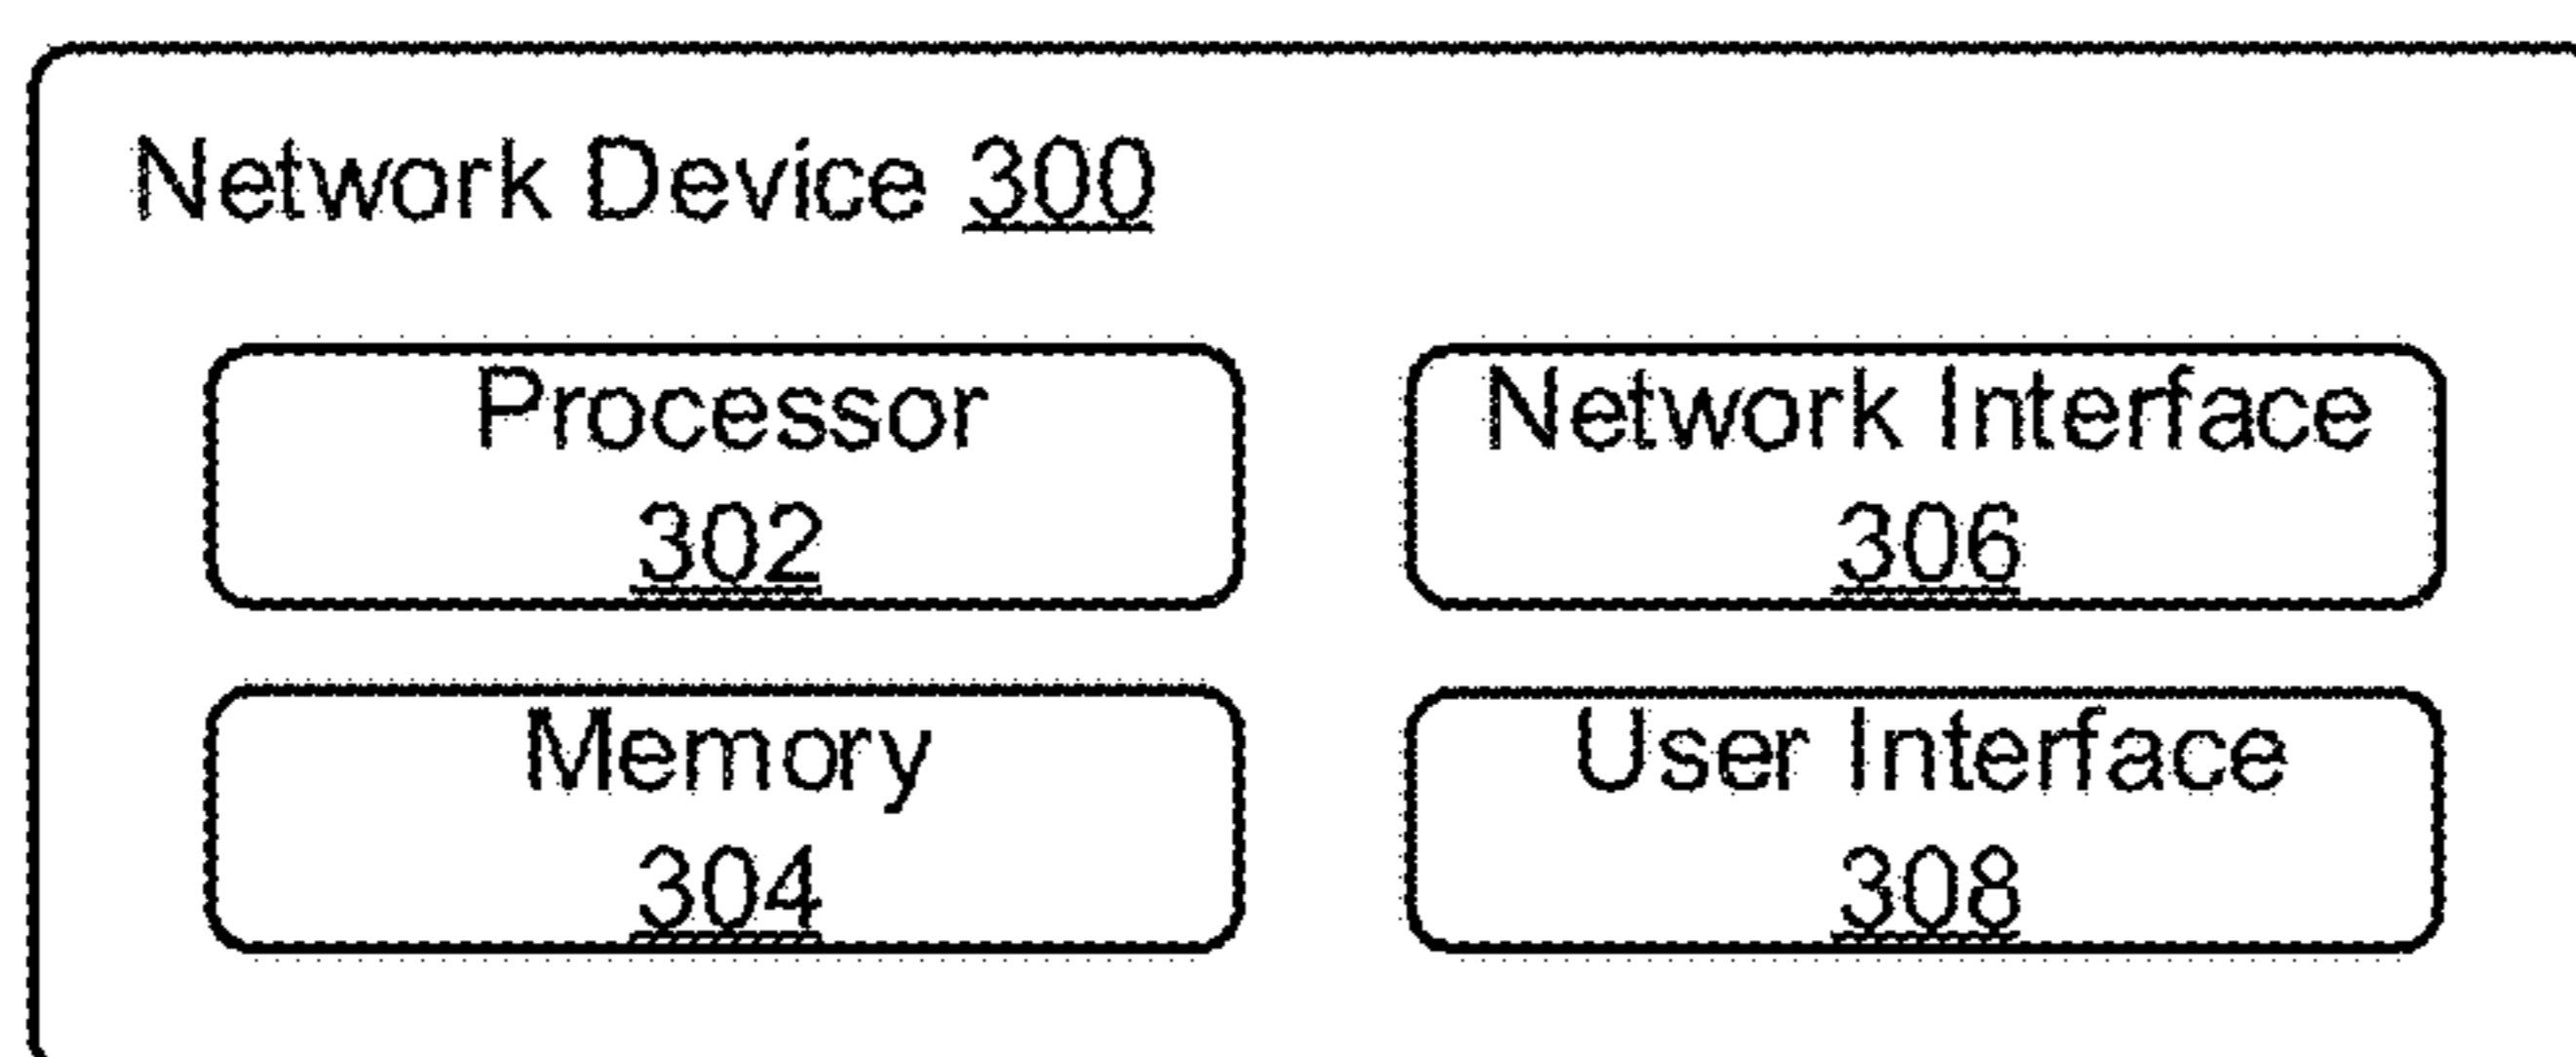 Network Device 300
Processor
302
Network Interface
306
Memory
304
User Interface
308